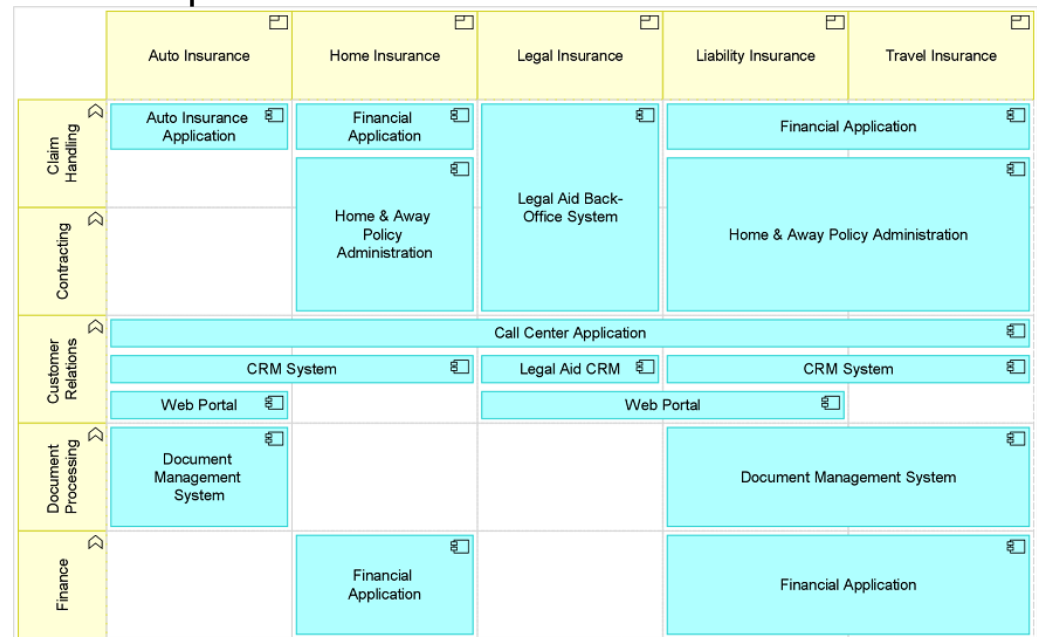 Auto Insurance
Home Insurance
Legal Insurance
Liability Insurance
Travel Insurance
Claim
Handling
Auto Insurance
Application
Financial
Application
Financial Application
Legal Aid Back-
Office System
Home & Away
Policy
Administration
Home & Away Policy Administration
Contracting
Customer
Relations
Call Center Application
CRM System
Legal Aid CRM
CRM System
Web Portal
Web Portal
Document
Processing
Document
Management
System
Document Management System
Finance
Financial
Application
Financial Application